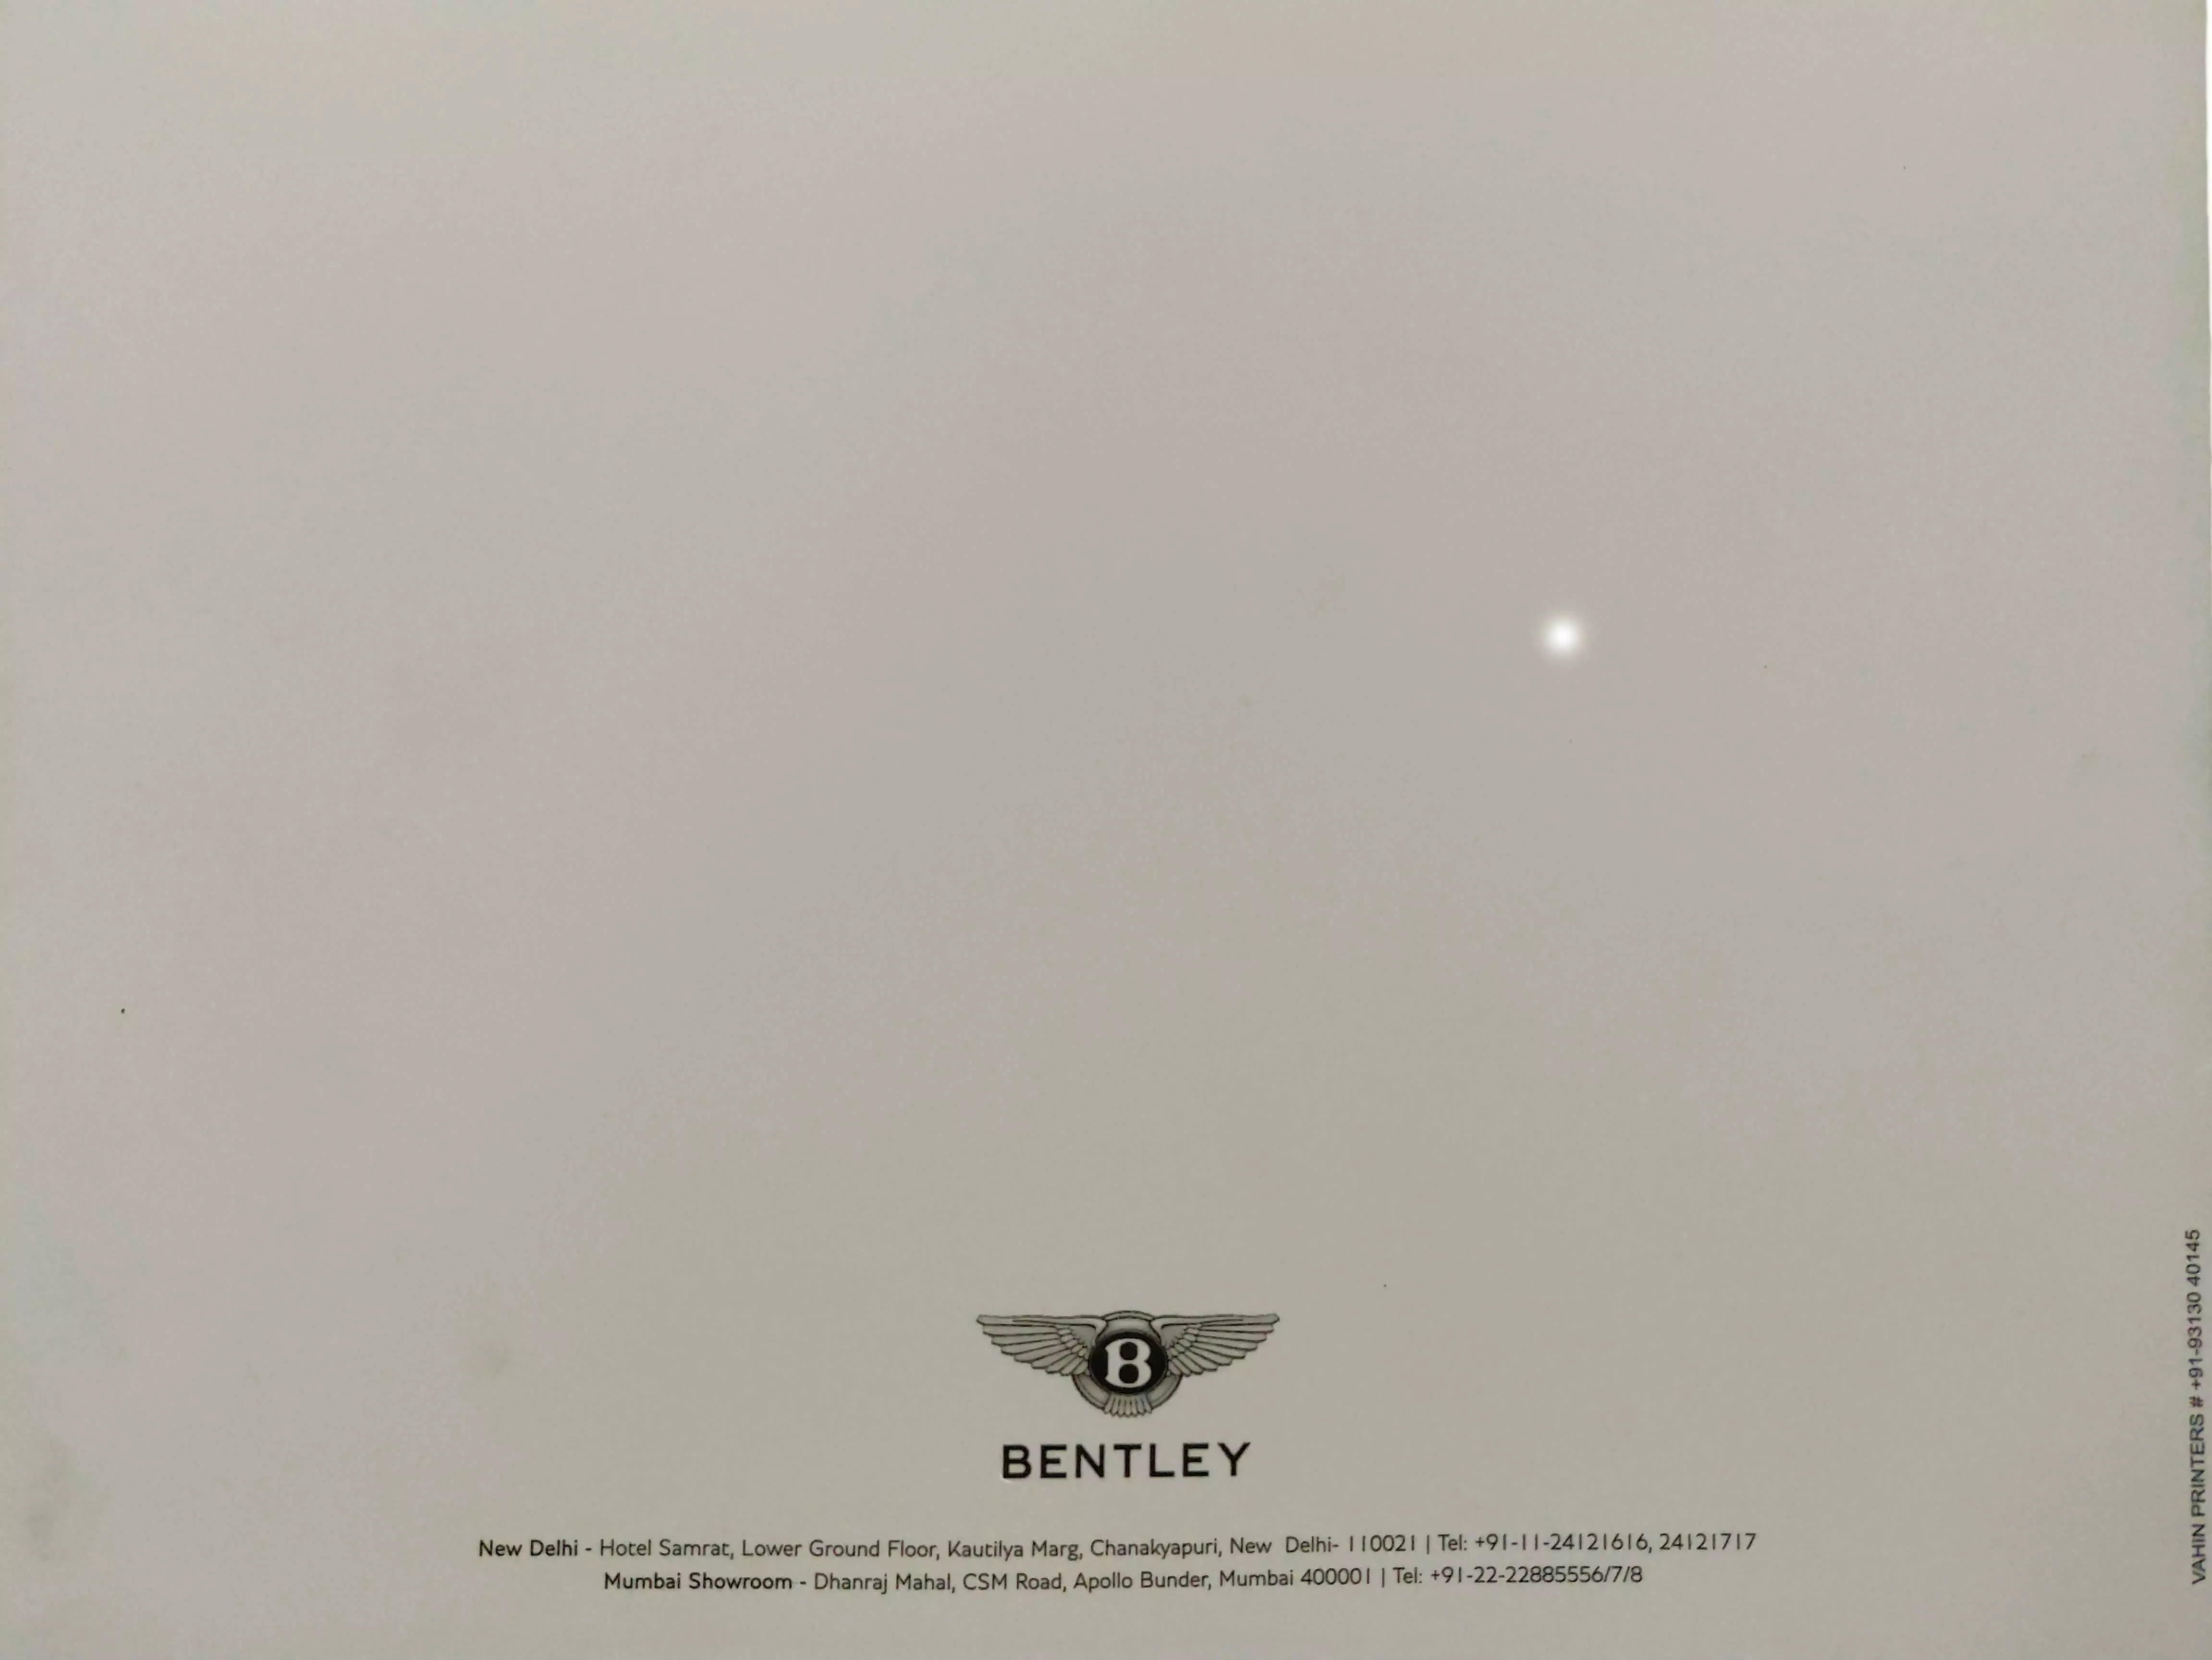 B
BENTLEY
New Delhi - Hotel Samrat, Lower Ground Floor, Kautilya Marg, Chanakyapuri, New Delhi- 110021 | Tel: +91-11-24121616, 24121717
Mumbai Showroom - Dhanraj Mahal, CSM Road, Apollo Bunder, Mumbai 400001 | Tel: +91-22-22885556/7/8
VAHIN PRINTERS # +91-93130 40145